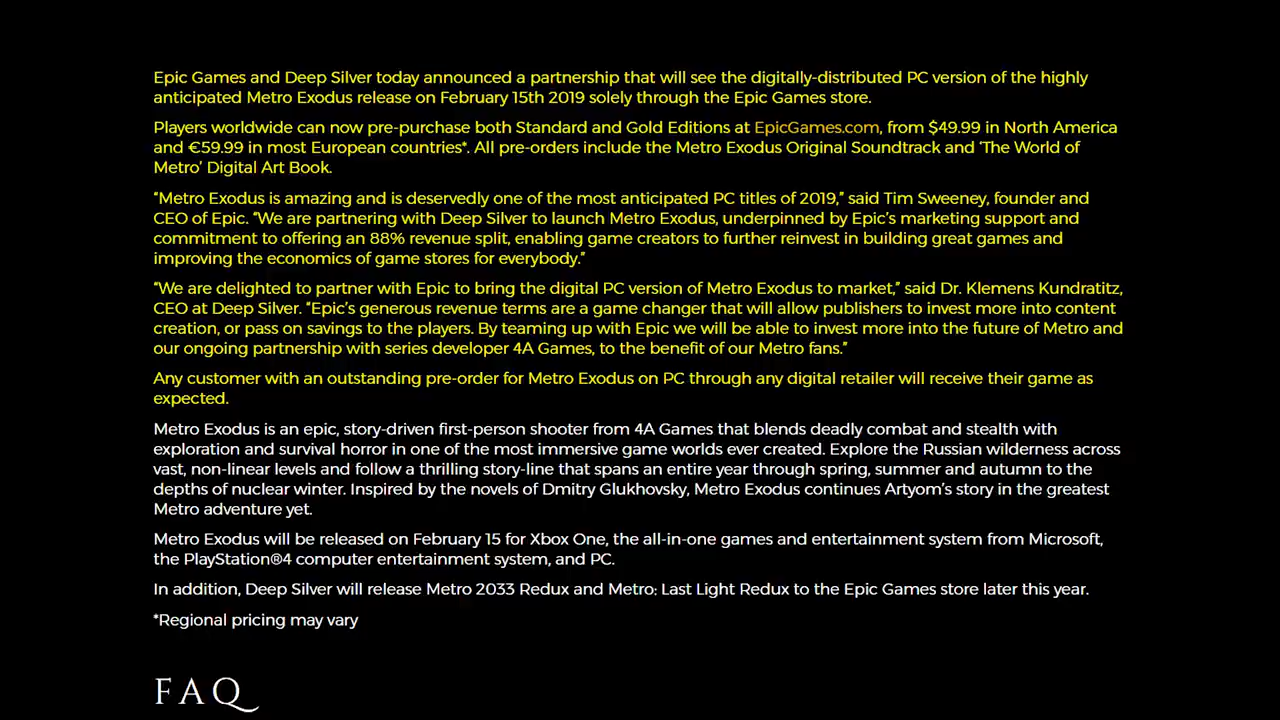 Epic Games and Deep Silver today announced a partnership that will see the digitally-distributed PC version of the highly
anticipated Metro Exodus release on February 15th 2019 solely through the Epic Games store.
Players worldwide can now pre-purchase both Standard and Gold Editions at EpicGames.com, from $49.99 in North America
and €59.99 in most European countries*. All pre-orders include the Metro Exodus Original Soundtrack and ‘The World of
Metro’ Digital Art Book.
“Metro Exodus is amazing and is deservedly one of the most anticipated PC titles of 2019,” said Tim Sweeney, founder and
CEO of Epic. “We are partnering with Deep Silver to launch Metro Exodus, underpinned by Epic’s marketing support and
commitment to offering an 88% revenue split, enabling game creators to further reinvest in building great games and
improving the economics of game stores for everybody.”
“We are delighted to partner with Epic to bring the digital PC version of Metro Exodus to market,” said Dr. Klemens Kundratitz,
CEO at Deep Silver. “Epic’s generous revenue terms are a game changer that will allow publishers to invest more into content
creation, or pass on savings to the players. By teaming up with Epic we will be able to invest more into the future of Metro and
our ongoing partnership with series developer 4A Games, to the benefit of our Metro fans.”
Any customer with an outstanding pre-order for Metro Exodus on PC through any digital retailer will receive their game as
expected.
Metro Exodus is an epic, story-driven first-person shooter from 4A Games that blends deadly combat and stealth with
exploration and survival horror in one of the most immersive game worlds ever created. Explore the Russian wilderness across
vast, non-linear levels and follow a thrilling story-line that spans an entire year through spring, summer and autumn to the
depths of nuclear winter. Inspired by the novels of Dmitry Glukhovsky, Metro Exodus continues Artyom’s story in the greatest
Metro adventure yet.
Metro Exodus will be released on February 15 for Xbox One, the all-in-one games and entertainment system from Microsoft,
the PlayStation®4 computer entertainment system, and PC.
In addition, Deep Silver will release Metro 2033 Redux and Metro: Last Light Redux to the Epic Games store later this year.
*Regional pricing may vary
FAQ